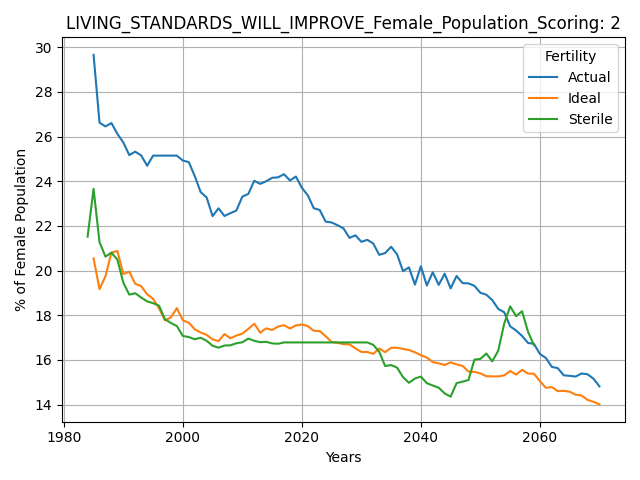 LIVING_STANDARDS_WILL_IMPROVE_Female_Population_Scoring: 2
Fertility
Actual
Ideal
Sterile
% of Female Population
30
28
26
24
22
20
18
16
14
1980
2000
2020
2040
2060
Years